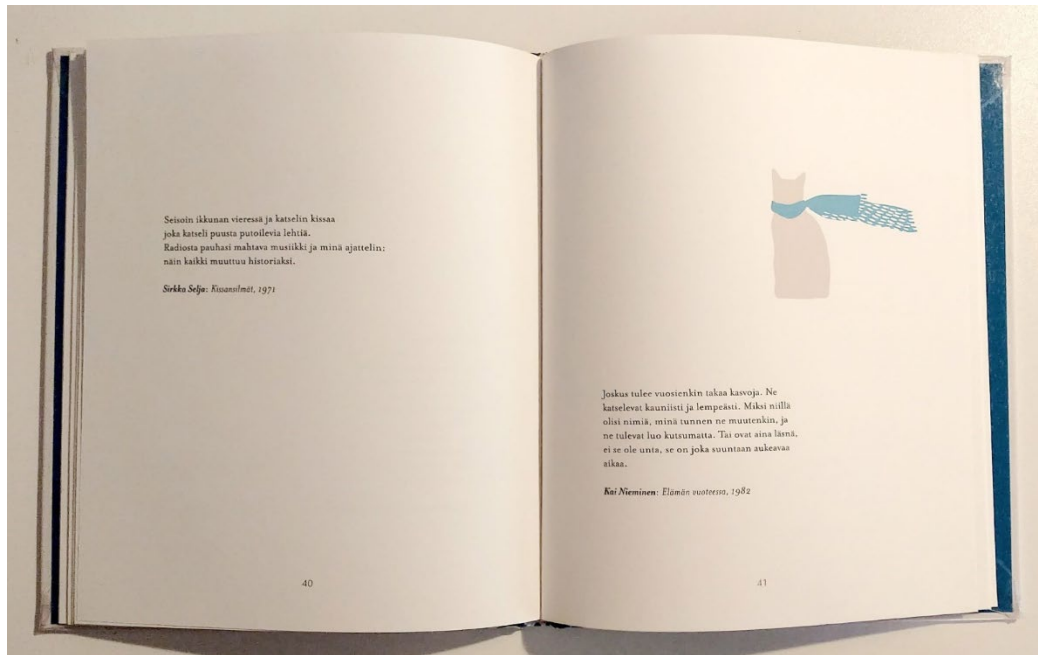 Seisoin ikkunan vieressä ja katselin kissaa
joka katseli puusta putoilevia lehtiä.
Radiosta pauhasi mahtava musiikki ja minä ajattelin;
näin kaikki muuttuu historiaksi.
Sirkka Selja: Kissansilmät, 1971
40
Joskus tulee vuosienkin takaa kasvoja. Ne
katselevat kauniisti ja lempeästi. Miksi niillä
olisi nimiä, minä tunnen ne muutenkin, ja
ne tulevat luo kutsumatta. Tai ovat aina läsnä,
ei se ole unta, se on joka suuntaan aukeavaa
aikaa.
Kai Nieminen: Elämän vuoteessa, 1982
41